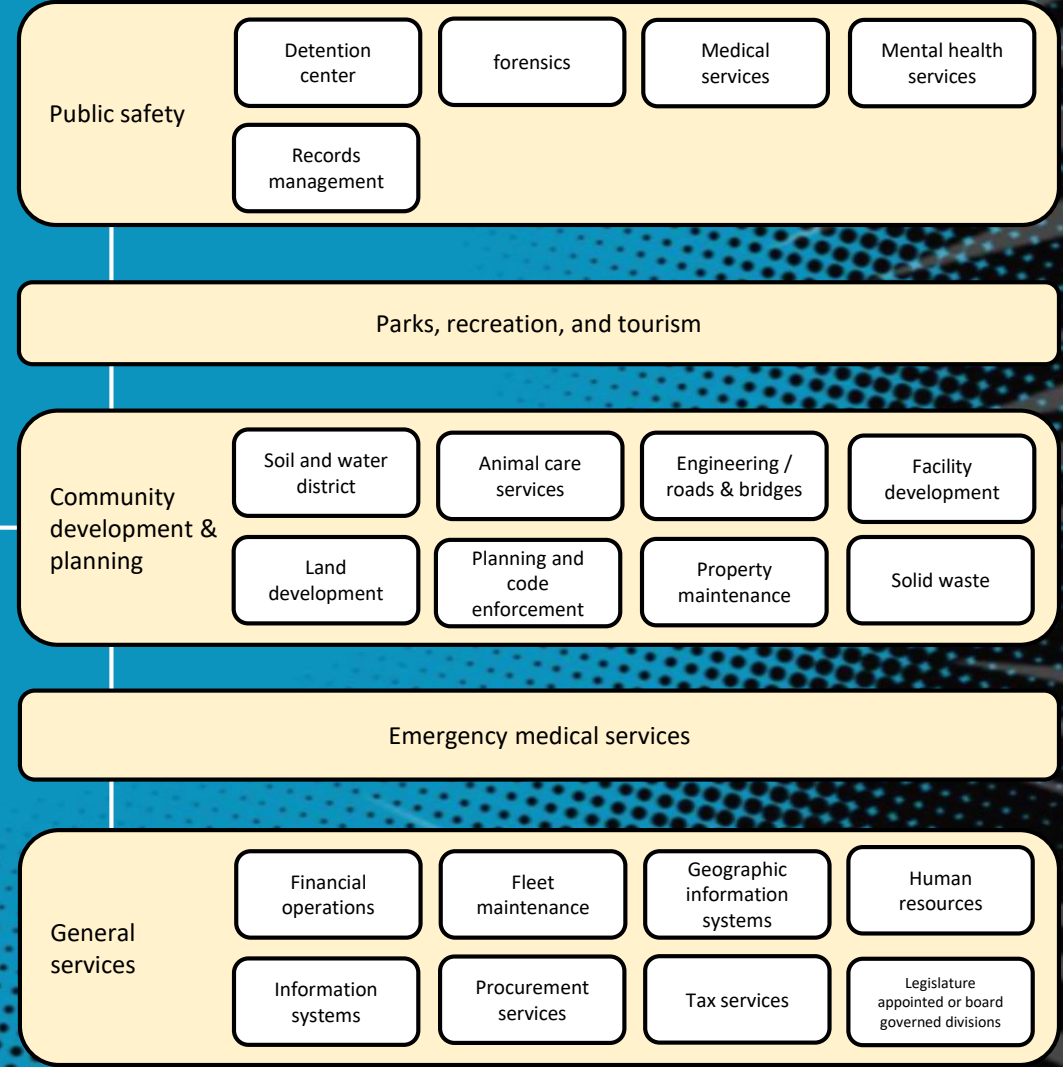 Public safety
Detention
center
forensics
Medical
services
Mental health
services
Records
management
Parks, recreation, and tourism
Community
development &
planning
Soil and water
district
Animal care
services
Engineering /
roads & bridges
Facility
development
Land
development
Planning and
code
enforcement
Property
maintenance
Solid waste
Emergency medical services
General
services
Financial
operations
Fleet
maintenance
Geographic
information
systems
Human
resources
Information
systems
Procurement
services
Tax services
Legislature
appointed or board
governed divisions